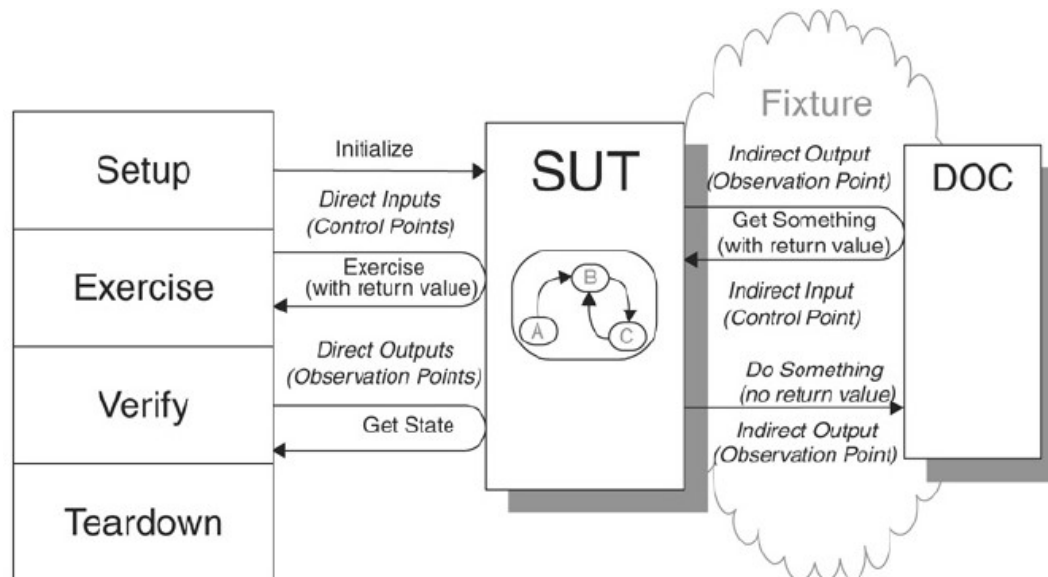 Setup
Exercise
Verify
Teardown
Initialize
Direct Inputs
(Control Points)
Exercise
(with return value)
Direct Outputs
(Observation Points)
Get State
SUT
B
A
C
Fixture
Indirect Output
(Observation Point)
Get Something
(with return value)
Indirect Input
(Control Point)
Do Something
(no return value)
Indirect Output
(Observation Point)
DOC